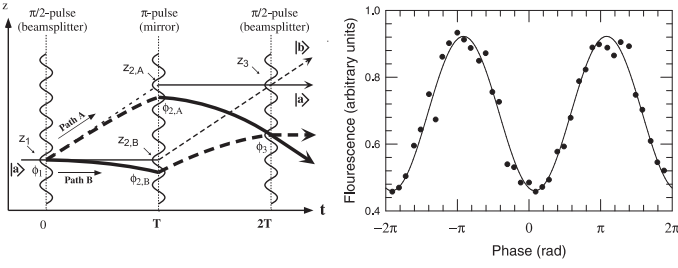 z
π/2-pulse
(beamsplitter)
π-pulse
(mirror)
π/2-pulse
(beamsplitter)
|b⟩
z2,A
z3
|a⟩
Path A
ϕ2,A
z1
z2,B
|a⟩
ϕ1
Path B
ϕ2,B
ϕ3
t
0
T
2T
Flourescence (arbitrary units)
1.0
0.8
0.6
0.4
−2π
−π
0
π
2π
Phase (rad)